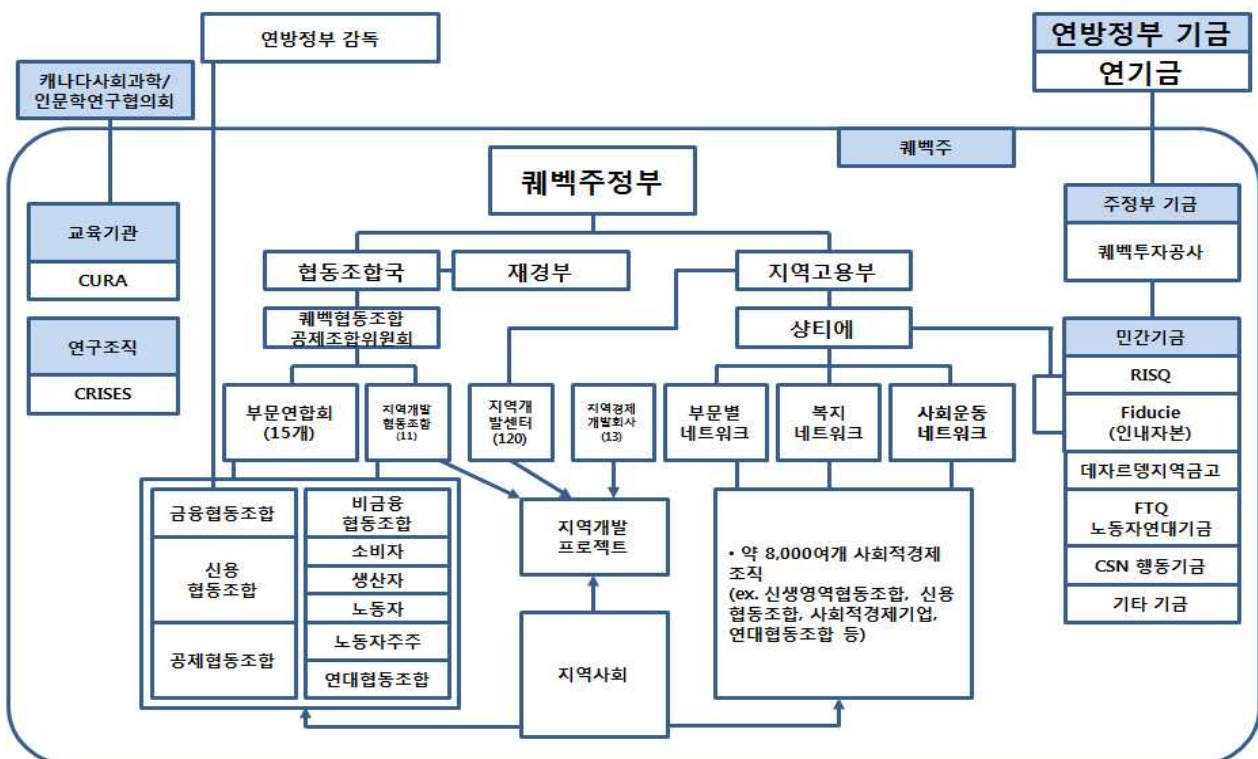 연방정부 감독
연방정부 기금
연기금
캐나다사회과학/
인문학연구협의회
퀘벡주
퀘벡주정부
교육기관
CURA
주정부 기금
퀘벡투자공사
협동조합국
재경부
지역고용부
퀘벡협동조합
공제조합위원회
샹티에
연구조직
CRISES
민간기금
RISQ
Fiducie
(인내자본)
데자르뎅지역금고
FTQ
노동자연대기금
CSN 행동기금
기타 기금
부문연합회
(15개)
지역개발
협동조합
(11)
지역개
발센터
(120)
지역경제
개발회사
(13)
부문별
네트워크
복지
네트워크
사회운동
네트워크
금융협동조합
신용
협동조합
공제협동조합
비금융
협동조합
소비자
생산자
노동자
노동자주주
연대협동조합
지역개발
프로젝트
지역사회
• 약 8,000여개 사회적경제
조직
(ex. 신생영역협동조합, 신용
협동조합, 사회적경제기업,
연대협동조합 등)